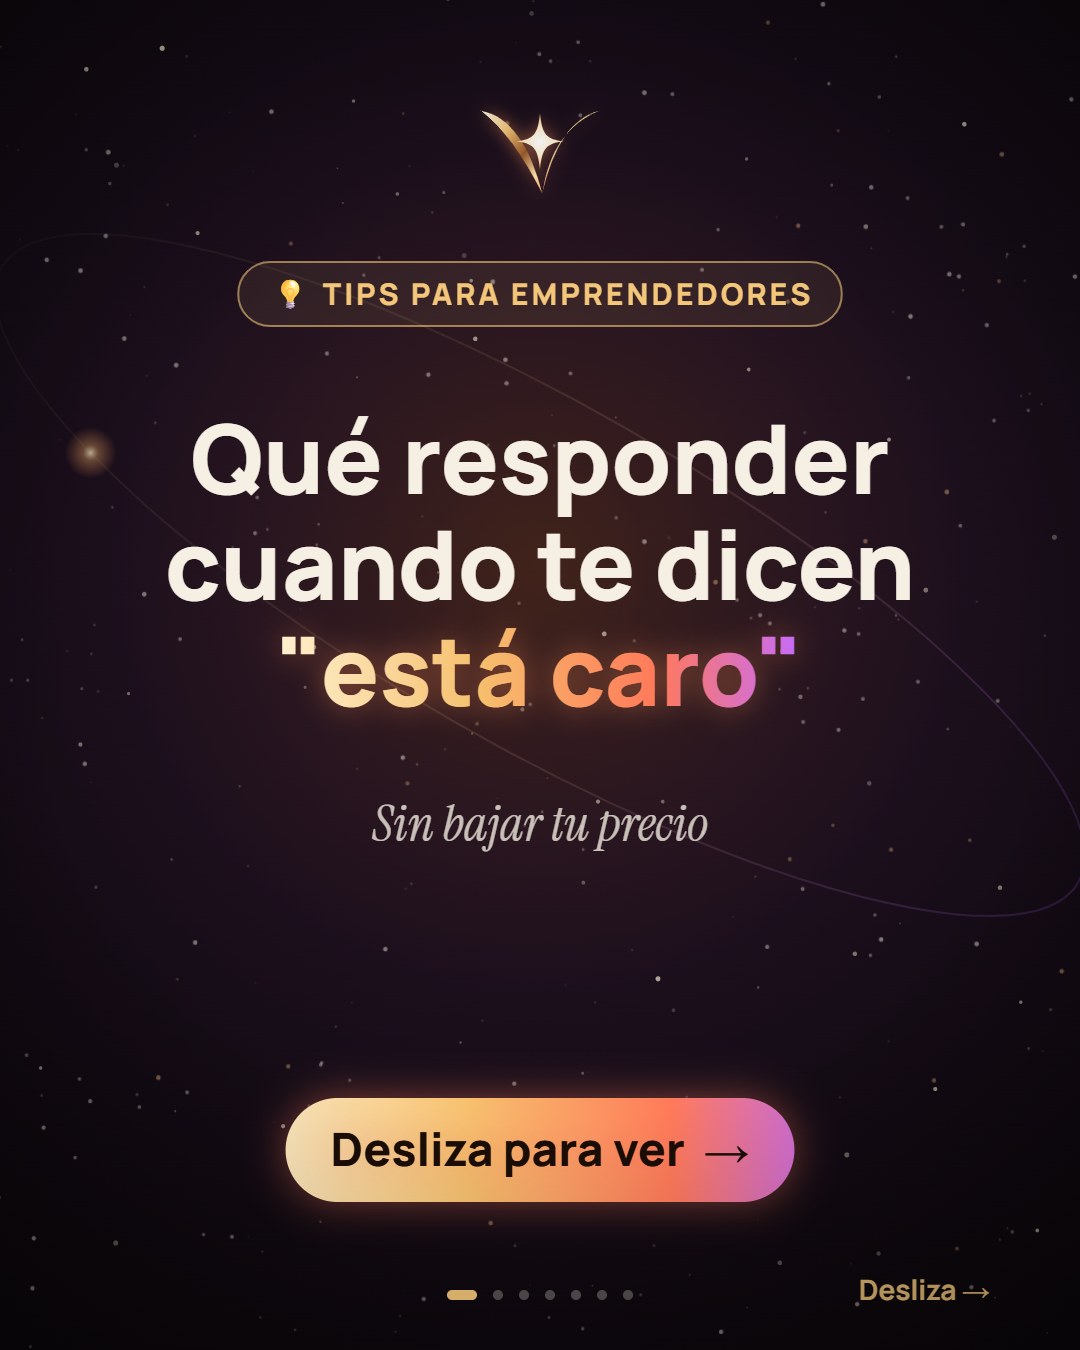 💡 TIPS PARA EMPRENDEDORES
Qué responder
cuando te dicen
"está caro"
Sin bajar tu precio
Desliza para ver →
Desliza →